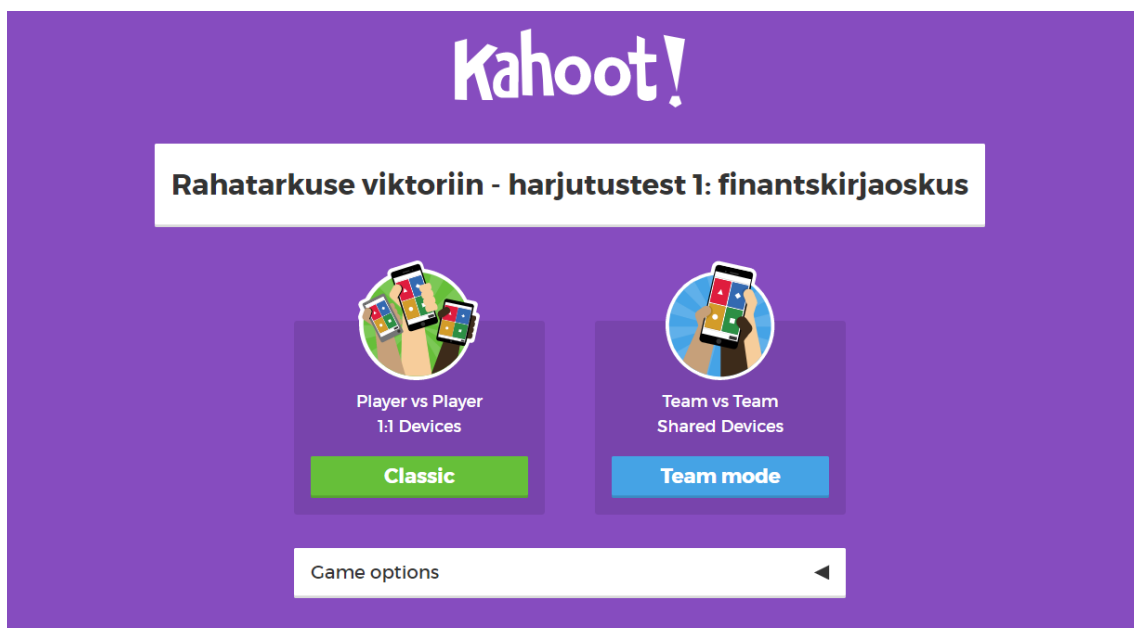 Kahoot!
Rahatarkuse viktoriin - harjutustest 1: finantskirjaoskus
Player vs Player
1:1 Devices
Classic
Team vs Team
Shared Devices
Team mode
Game options